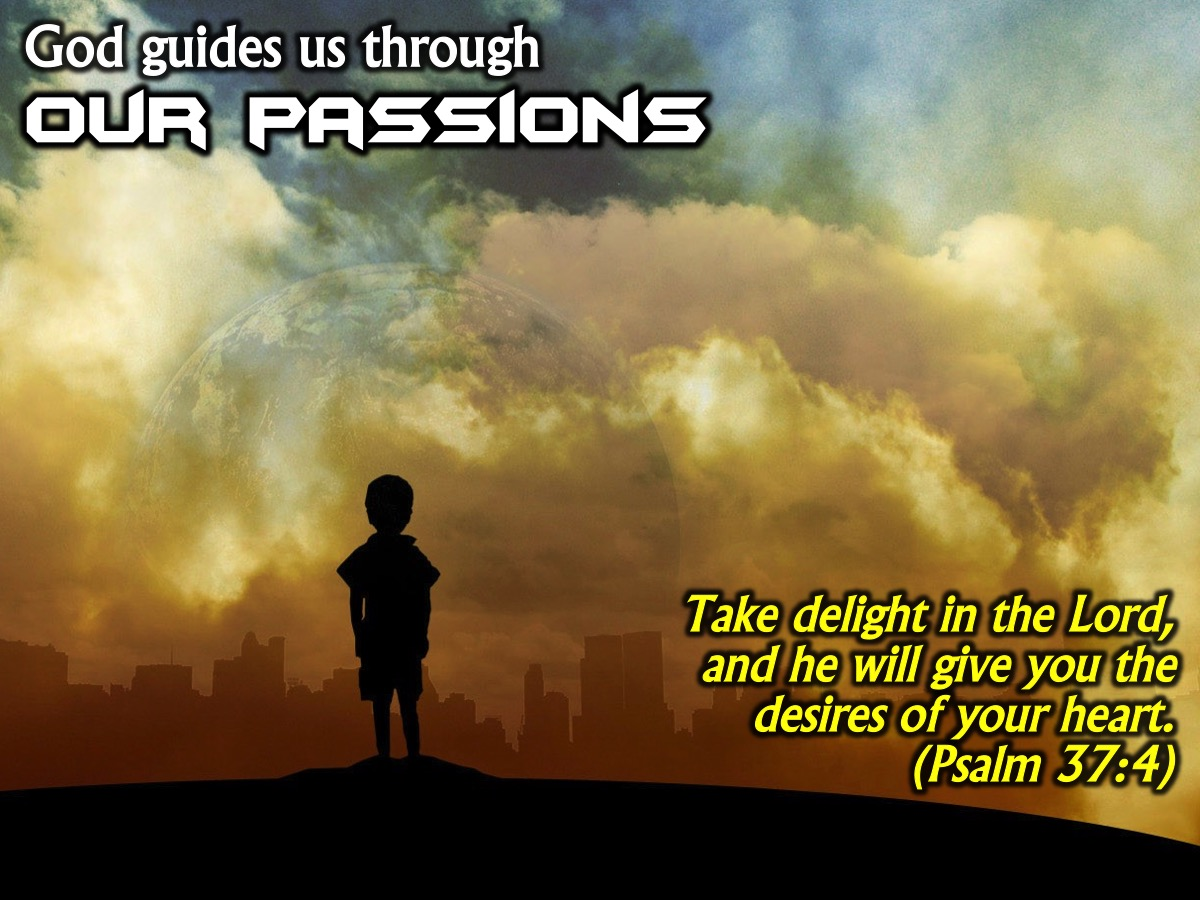 God guides us through
OUR PASSIONS
Take delight in the Lord,
and he will give you the
desires of your heart.
(Psalm 37:4)